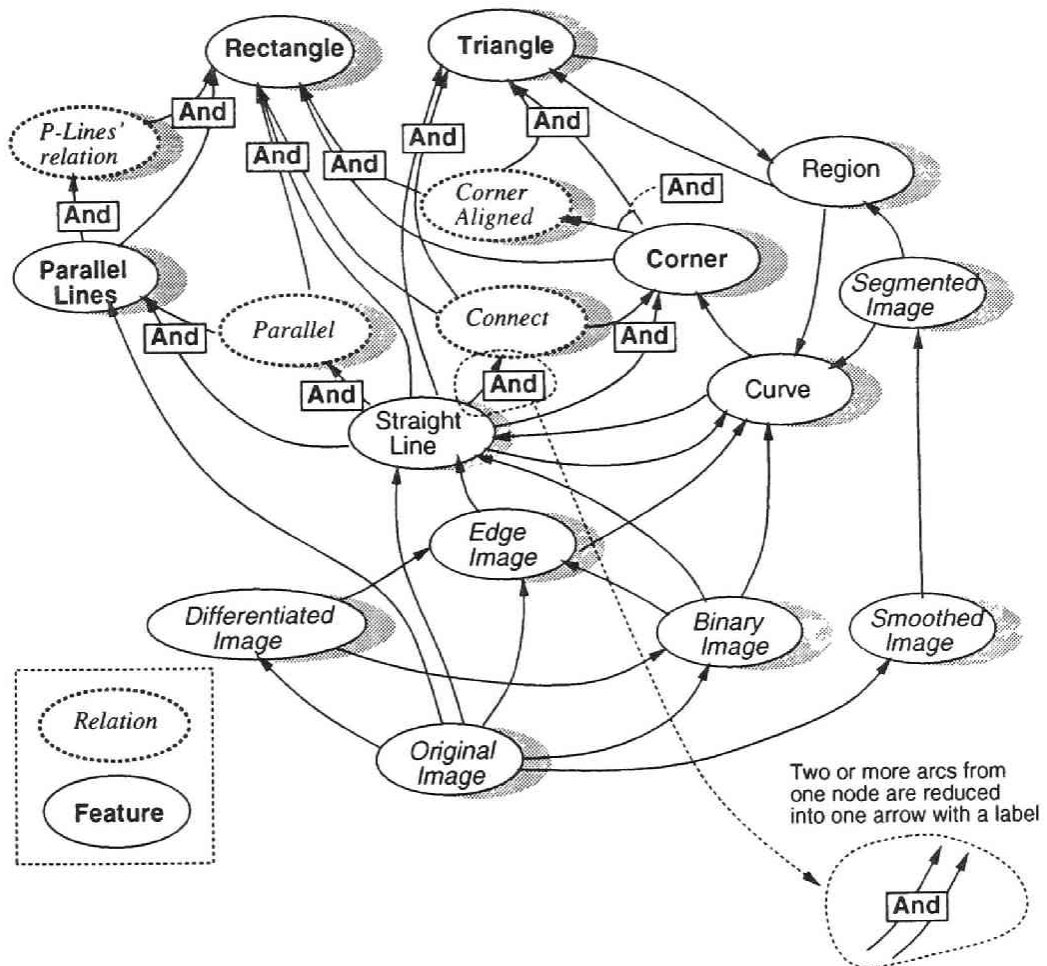 Rectangle
Triangle
And
And
And
P-Lines'
relation
And
And
Region
Corner
Aligned
And
And
Corner
Parallel
Lines
Segmented
Image
Parallel
Connect
And
And
And
And
Curve
Straight
Line
Edge
Image
Differentiated
Image
Binary
Image
Smoothed
Image
Relation
Original
Image
Feature
Two or more arcs from
one node are reduced
into one arrow with a label
And